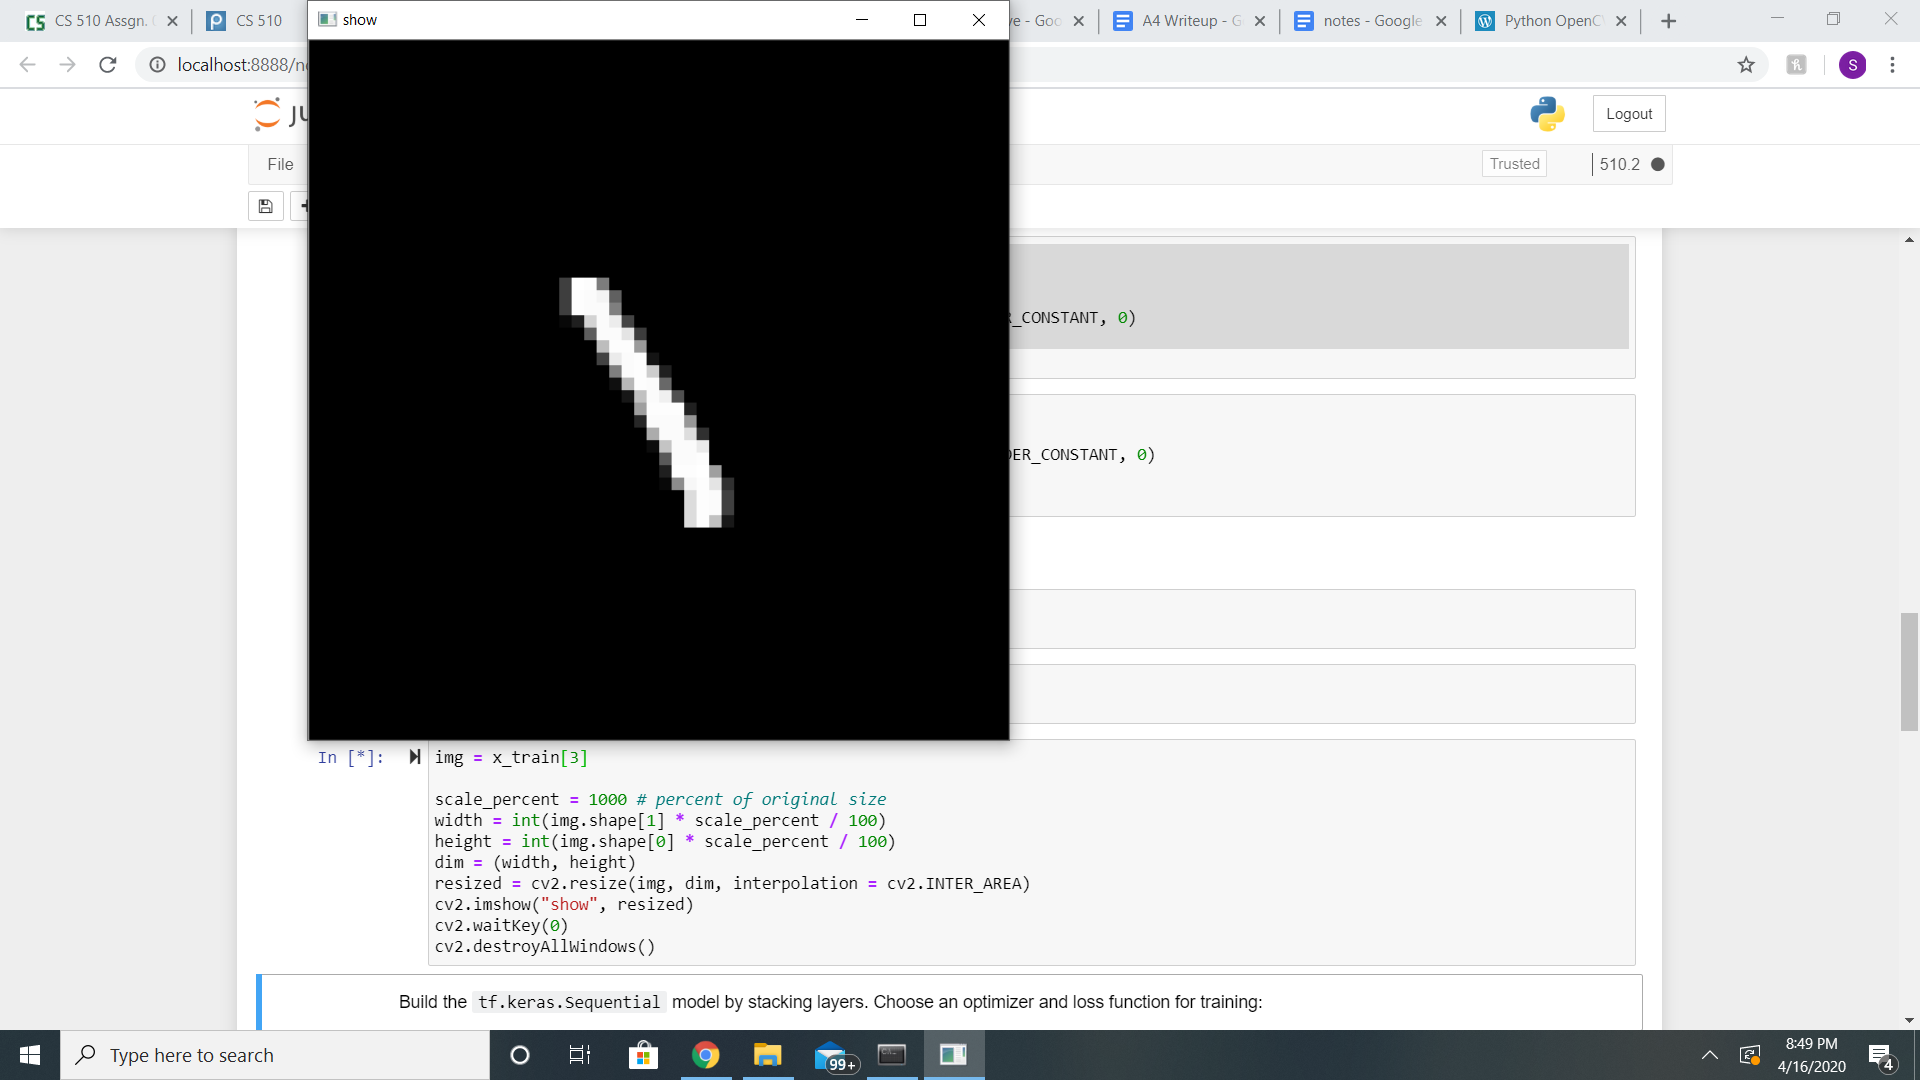 show
CS 510 Assgn.
CS 510
ve - Goo
A4 Writeup - G
notes - Google
Python OpenC
localhost:8888/n
S
Ju
Logout
File
Trusted
510.2
_CONSTANT, 0)
DER_CONSTANT, 0)
In [*]:
img = x_train[3]
scale_percent = 1000 # percent of original size
width = int(img.shape[1] * scale_percent / 100)
height = int(img.shape[0] * scale_percent / 100)
dim = (width, height)
resized = cv2.resize(img, dim, interpolation = cv2.INTER_AREA)
cv2.imshow("show", resized)
cv2.waitKey(0)
cv2.destroyAllWindows()
Build the tf.keras.Sequential model by stacking layers. Choose an optimizer and loss function for training:
Type here to search
99+
8:49 PM
4/16/2020
4